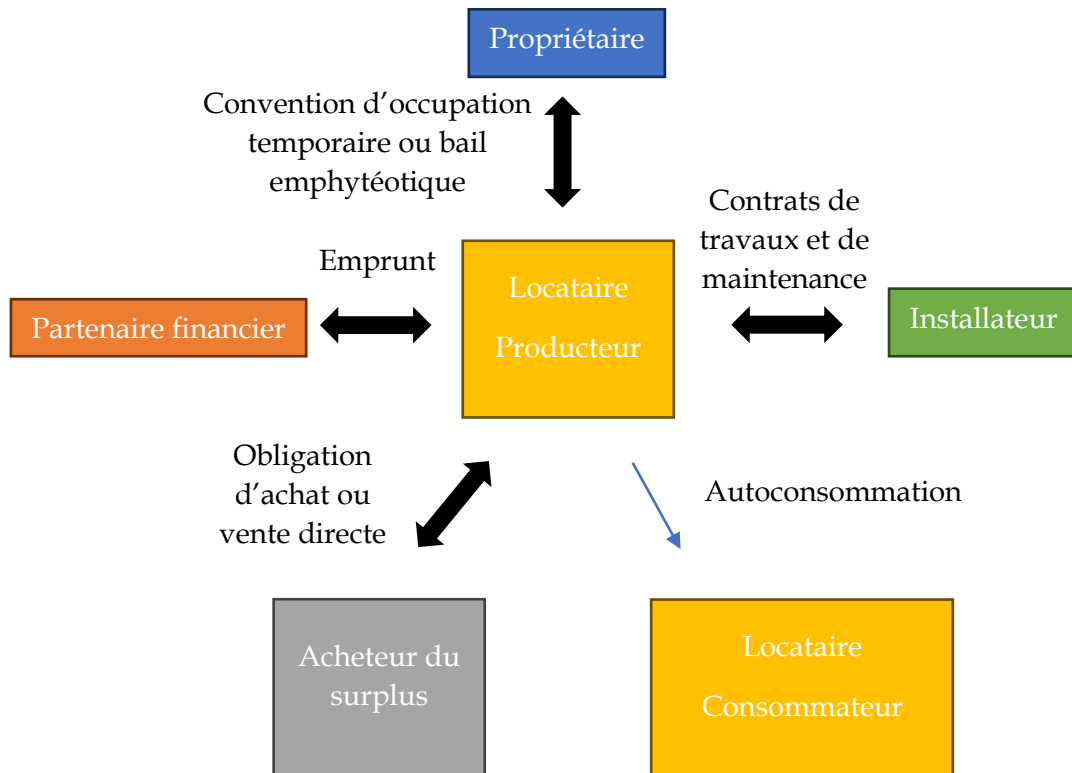 Propriétaire
Convention d’occupation
temporaire ou bail
emphytéotique
Contrats de
travaux et de
maintenance
Emprunt
Locataire
Producteur
Partenaire financier
Installateur
Obligation
d’achat ou
vente directe
Autoconsommation
Acheteur du
surplus
Locataire
Consommateur